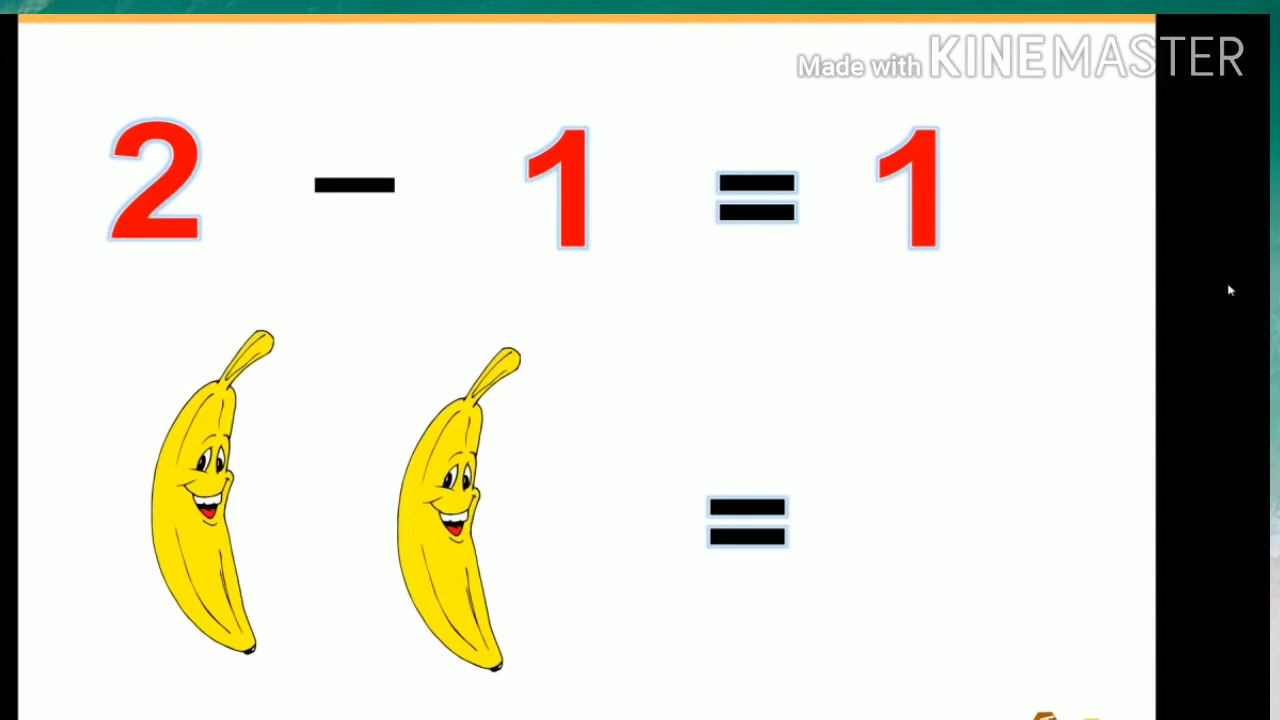 Made with KINEMASTER
2 - 1 = 1
=